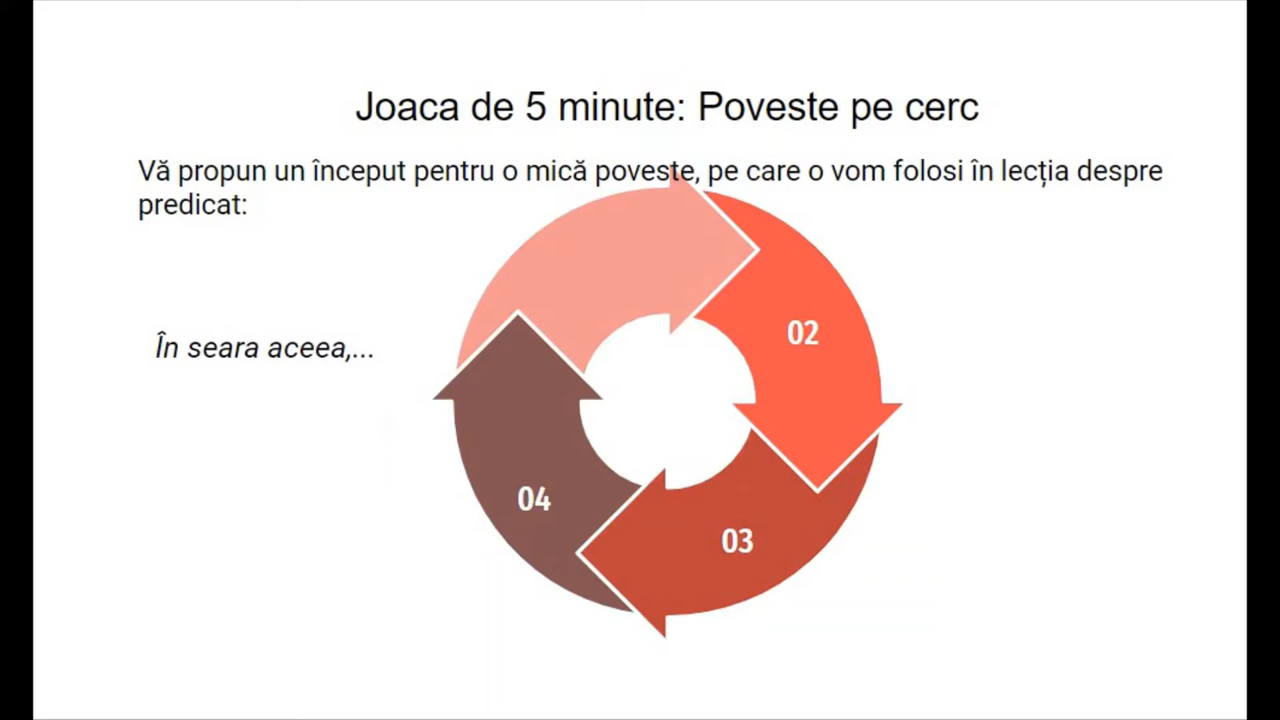 Joaca de 5 minute: Poveste pe cerc
Vă propun un început pentru o mică poveste, pe care o vom folosi în lecția despre
predicat:
În seara aceea,...
02
03
04